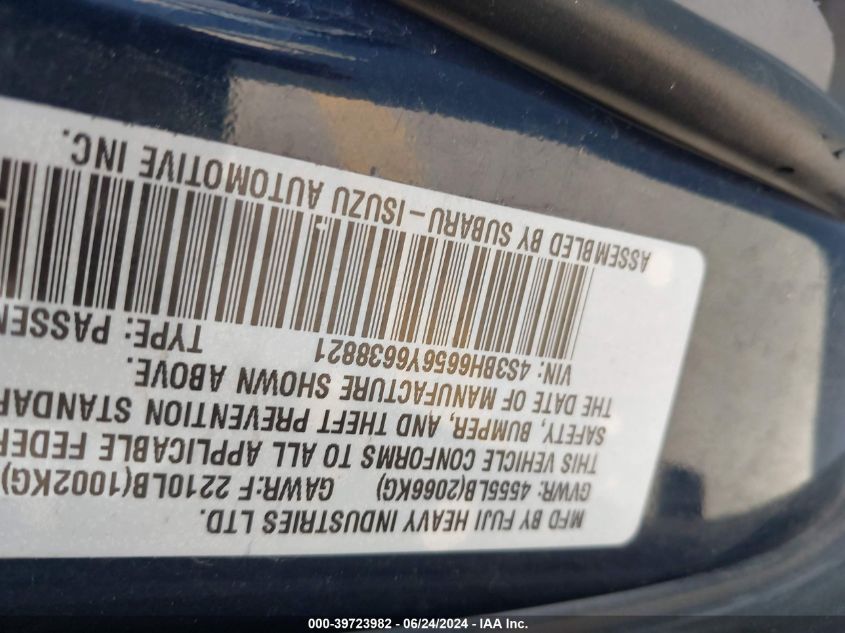 MFD BY FUJI HEAVY INDUSTRIES LTD.
GVWR: 4555LB(2066KG) GAWR:F 2210LB(1002KG)
THIS VEHICLE CONFORMS TO ALL APPLICABLE FEDER
SAFETY, BUMPER, AND THEFT PREVENTION STANDAR
THE DATE OF MANUFACTURE SHOWN ABOVE.
VIN: 4S3BH6656Y6638821 TYPE: PASSEN
ASSEMBLED BY SUBARU-ISUZU AUTOMOTIVE INC.
000-39723982 - 06/24/2024 - IAA Inc.